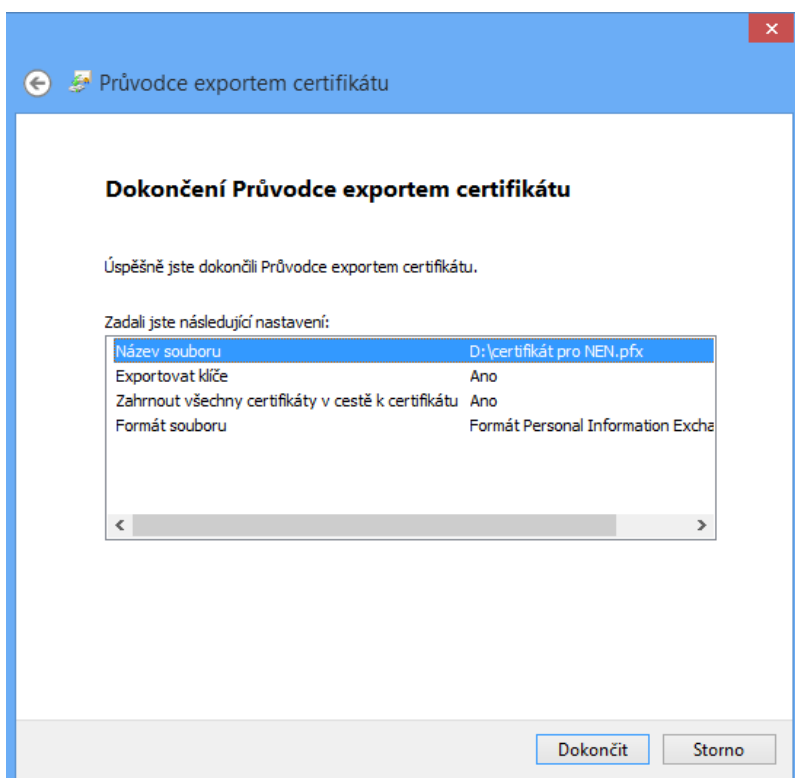 Průvodce exportem certifikátu
Dokončení Průvodce exportem certifikátu
Úspěšně jste dokončili Průvodce exportem certifikátu.
Zadali jste následující nastavení:
Název souboru D:\certifikát pro NEN.pfx
Exportovat klíče Ano
Zahrnout všechny certifikáty v cestě k certifikátu Ano
Formát souboru Formát Personal Information Excha
Dokončit Storno